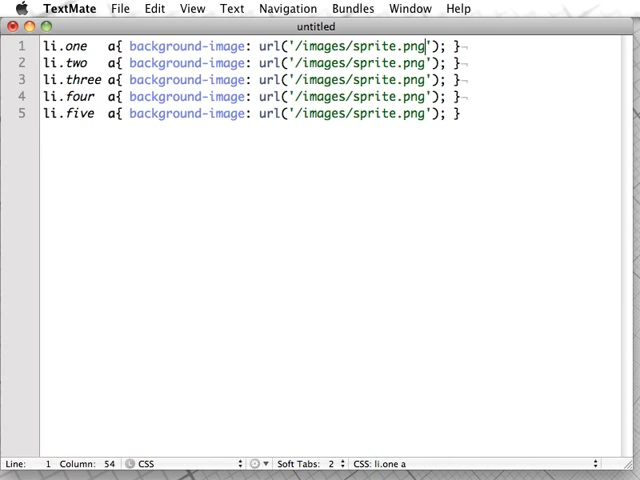 TextMate File Edit View Text Navigation Bundles Window Help
untitled
1 li.one a{ background-image: url('/images/sprite.png'); }¬
2 li.two a{ background-image: url('/images/sprite.png'); }¬
3 li.three a{ background-image: url('/images/sprite.png'); }¬
4 li.four a{ background-image: url('/images/sprite.png'); }¬
5 li.five a{ background-image: url('/images/sprite.png'); }
Line: 1 Column: 54 L CSS Soft Tabs: 2 CSS: li.one a